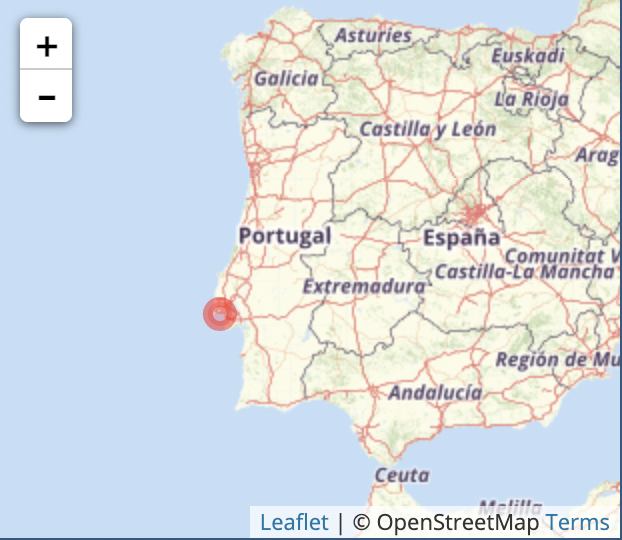 +
−
Asturies
Euskadi
Galicia
La Rioja
Castilla y León
Arag
Portugal
España
Comunitat V
Castilla-La Mancha
Extremadura
Región de Mu
Andalucía
Ceuta
Melilla
Leaflet | © OpenStreetMap Terms